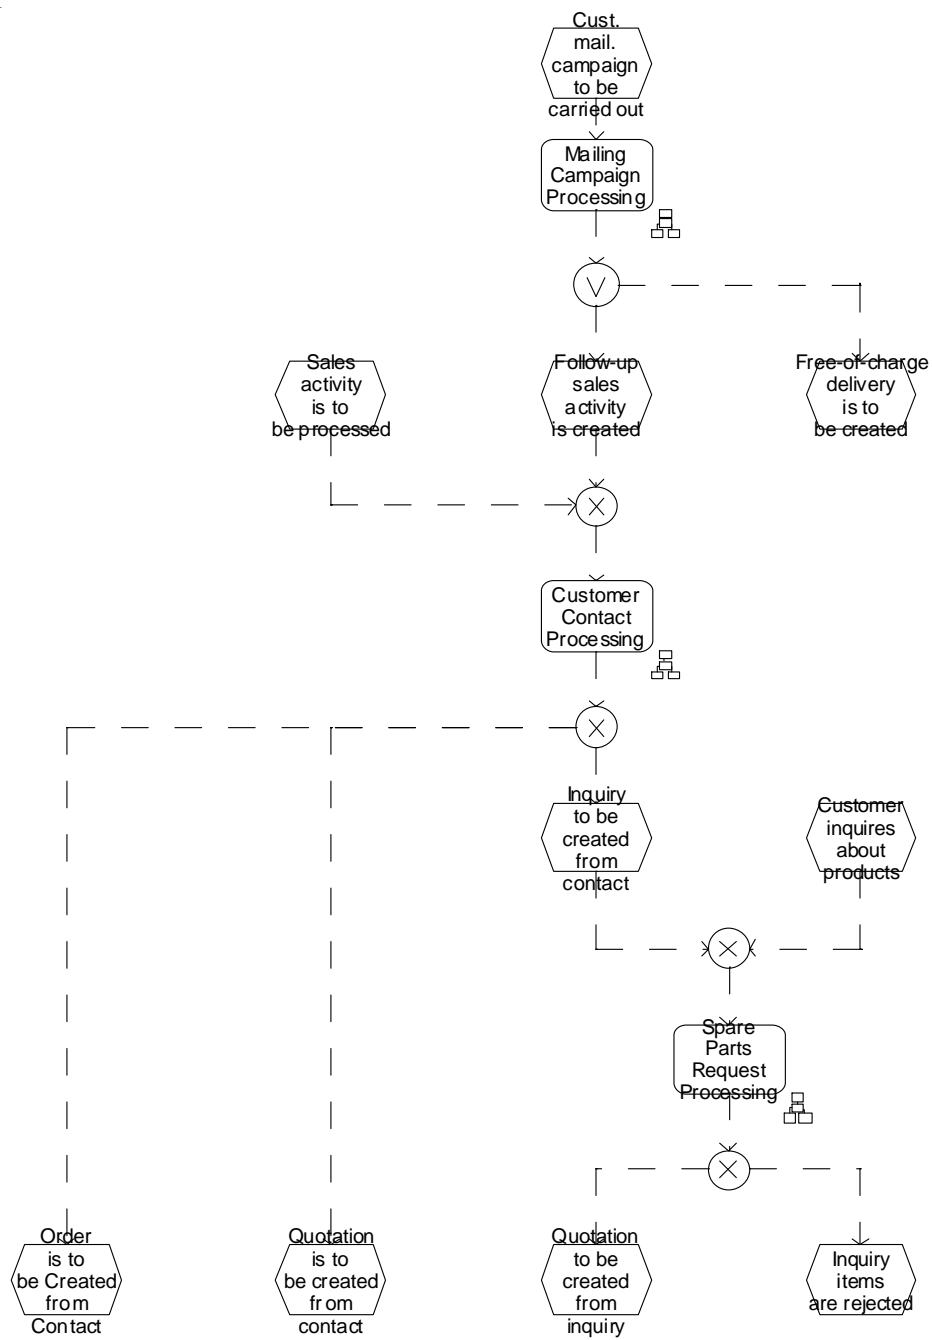 Cust.
mail.
campaign
to be
carried out
Mailing
Campaign
Processing
Sales
activity
is to
be processed
Follow-up
sales
activity
is created
Free-of-charge
delivery
is to
be created
Customer
Contact
Processing
Inquiry
to be
created
from
contact
Customer
inquires
about
products
Spare
Parts
Request
Processing
Order
is to
be Created
from
Contact
Quotation
is to
be created
from
contact
Quotation
to be
created
from
inquiry
Inquiry
items
are rejected